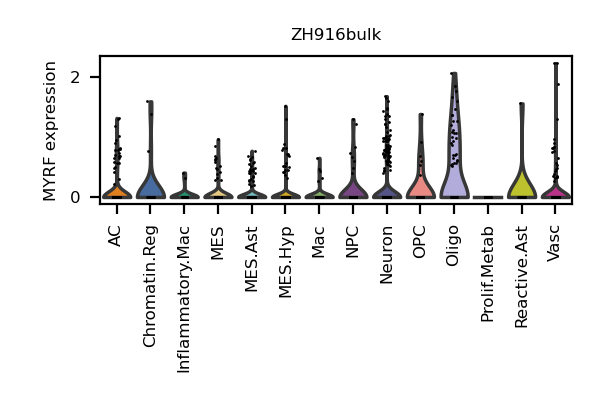 ZH916bulk
MYRF expression
2
0
AC
Chromatin.Reg
Inflammatory.Mac
MES
MES.Ast
MES.Hyp
Mac
NPC
Neuron
OPC
Oligo
Prolif.Metab
Reactive.Ast
Vasc